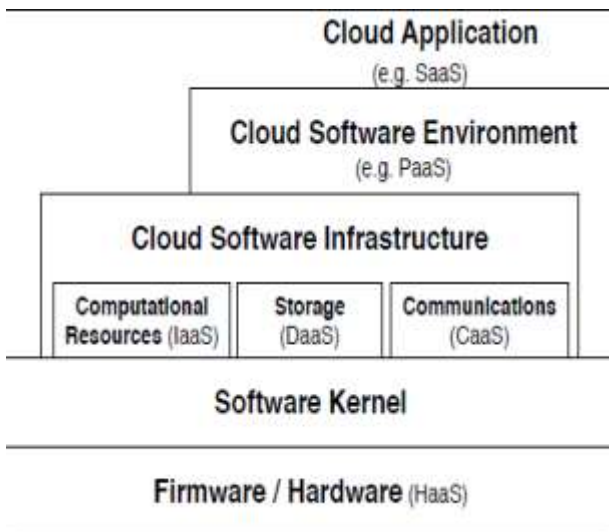 Cloud Application
(e.g. SaaS)
Cloud Software Environment
(e.g. PaaS)
Cloud Software Infrastructure
Computational
Resources (IaaS)
Storage
(DaaS)
Communications
(CaaS)
Software Kernel
Firmware / Hardware (HaaS)